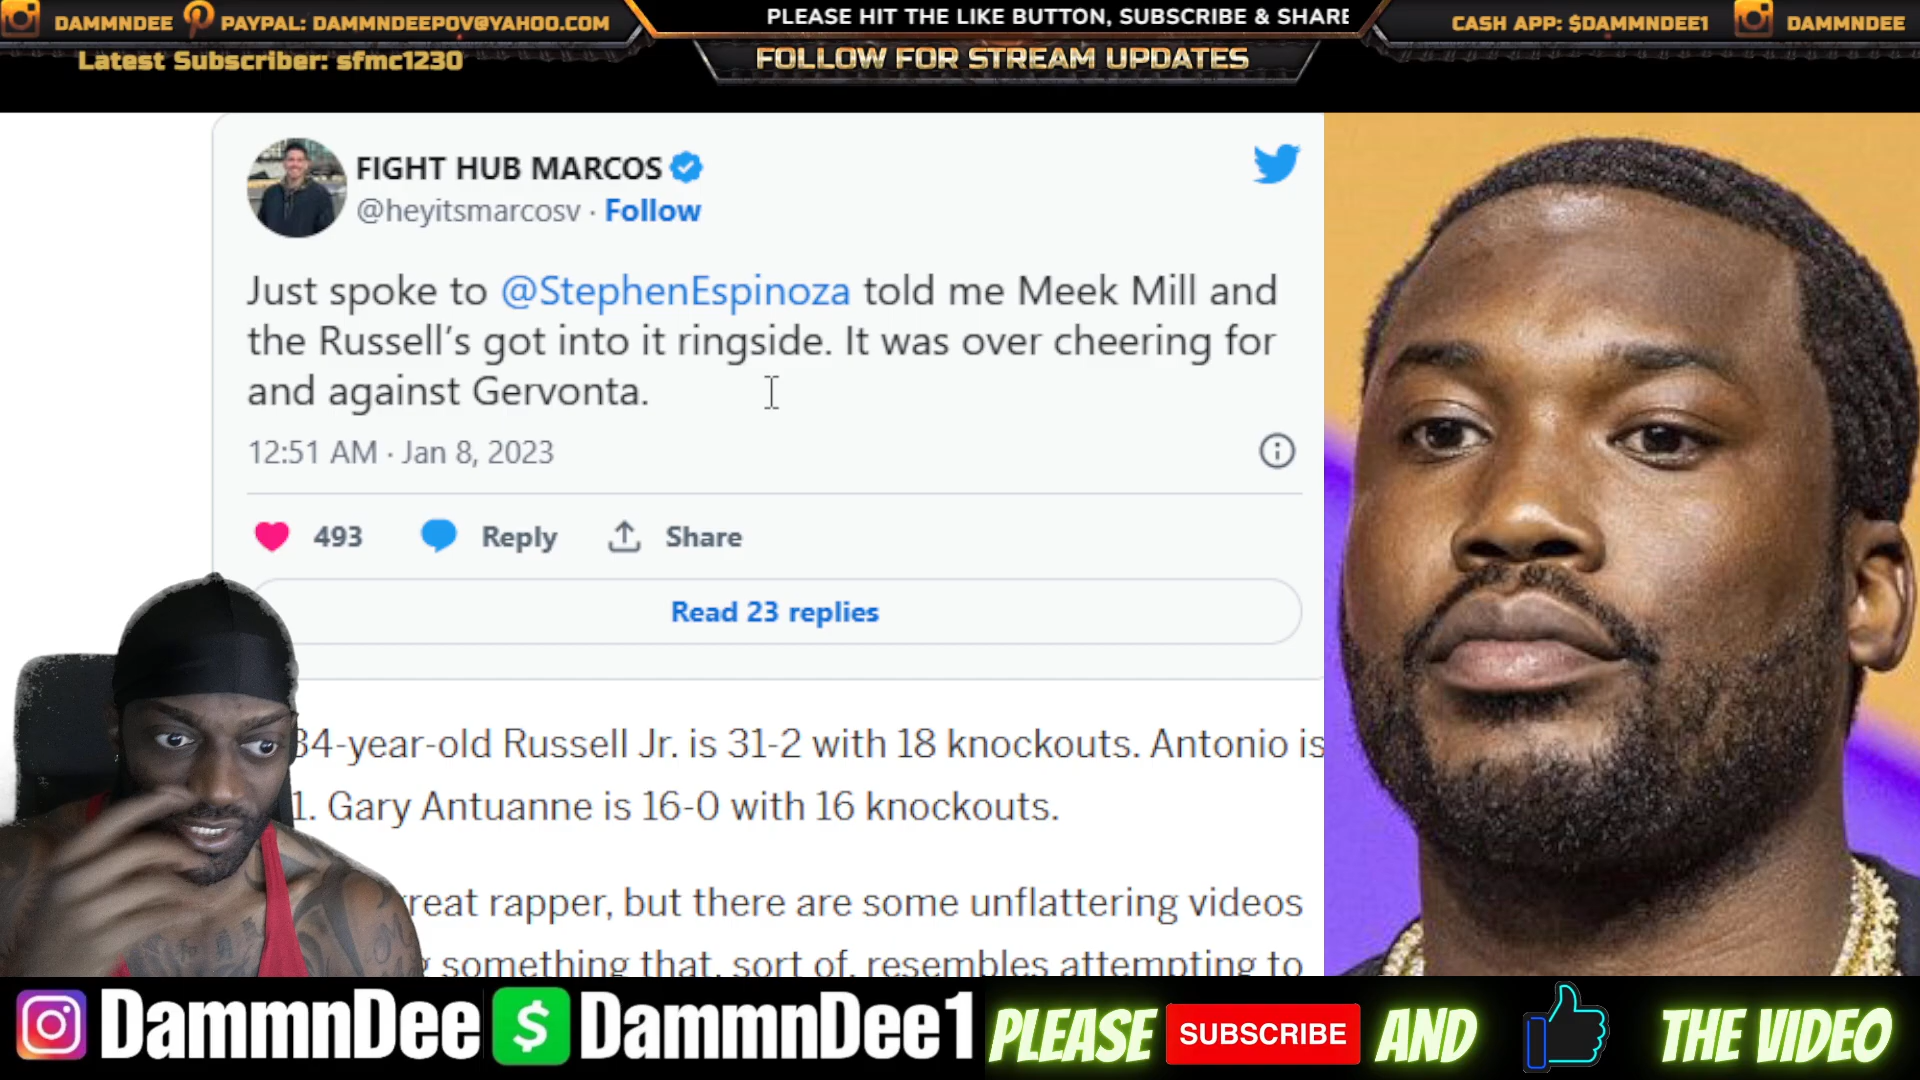 DAMMNDEE
PAYPAL: DAMMNDEEPOV@YAHOO.COM
PLEASE HIT THE LIKE BUTTON, SUBSCRIBE & SHARE
CASH APP: $DAMMNDEE1
DAMMNDEE
Latest Subscriber: sfmc1230
FOLLOW FOR STREAM UPDATES
FIGHT HUB MARCOS
@heyitsmarcosv · Follow
Just spoke to @StephenEspinoza told me Meek Mill and
the Russell’s got into it ringside. It was over cheering for
and against Gervonta.
12:51 AM · Jan 8, 2023
493 Reply Share
Read 23 replies
34-year-old Russell Jr. is 31-2 with 18 knockouts. Antonio is
1. Gary Antuanne is 16-0 with 16 knockouts.
reat rapper, but there are some unflattering videos
something that, sort of, resembles attempting to
DammnDee
$ DammnDee1
PLEASE SUBSCRIBE AND THE VIDEO